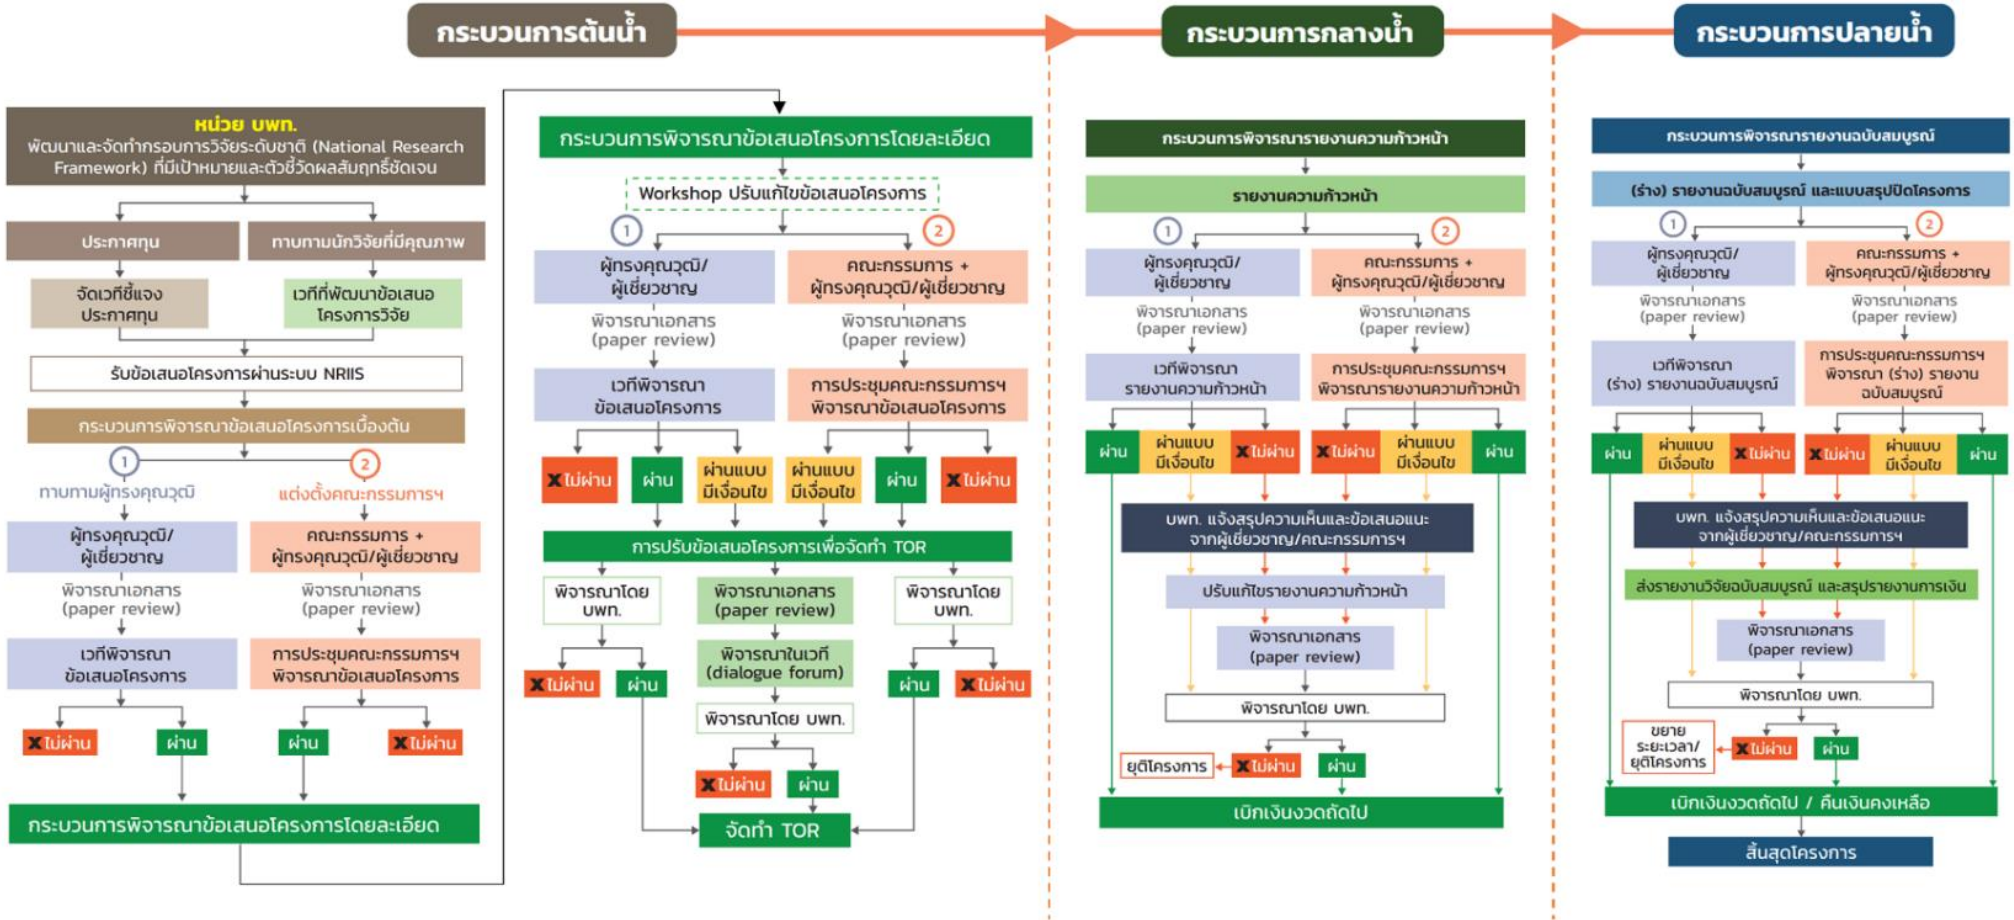 กระบวนการต้นน้ำ
กระบวนการกลางน้ำ
กระบวนการปลายน้ำ
หน่วย บพท.
พัฒนาและจัดทำกรอบการวิจัยระดับชาติ (National Research
Framework) ที่มีเป้าหมายและตัวชี้วัดผลสัมฤทธิ์ชัดเจน
ประกาศทุน
ทาบทามนักวิจัยที่มีคุณภาพ
จัดเวทีชี้แจง
ประกาศทุน
เวทีที่พัฒนาข้อเสนอ
โครงการวิจัย
รับข้อเสนอโครงการผ่านระบบ NRIIS
กระบวนการพิจารณาข้อเสนอโครงการเบื้องต้น
1
2
ทาบทามผู้ทรงคุณวุฒิ
แต่งตั้งคณะกรรมการฯ
ผู้ทรงคุณวุฒิ/
ผู้เชี่ยวชาญ
คณะกรรมการ +
ผู้ทรงคุณวุฒิ/ผู้เชี่ยวชาญ
พิจารณาเอกสาร
(paper review)
พิจารณาเอกสาร
(paper review)
เวทีพิจารณา
ข้อเสนอโครงการ
การประชุมคณะกรรมการฯ
พิจารณาข้อเสนอโครงการ
✘ไม่ผ่าน
ผ่าน
ผ่าน
✘ไม่ผ่าน
กระบวนการพิจารณาข้อเสนอโครงการโดยละเอียด
กระบวนการพิจารณาข้อเสนอโครงการโดยละเอียด
Workshop ปรับแก้ไขข้อเสนอโครงการ
1
2
ผู้ทรงคุณวุฒิ/
ผู้เชี่ยวชาญ
คณะกรรมการ +
ผู้ทรงคุณวุฒิ/ผู้เชี่ยวชาญ
พิจารณาเอกสาร
(paper review)
พิจารณาเอกสาร
(paper review)
เวทีพิจารณา
ข้อเสนอโครงการ
การประชุมคณะกรรมการฯ
พิจารณาข้อเสนอโครงการ
✘ไม่ผ่าน
ผ่าน
ผ่านแบบ
มีเงื่อนไข
ผ่านแบบ
มีเงื่อนไข
ผ่าน
✘ไม่ผ่าน
การปรับข้อเสนอโครงการเพื่อจัดทำ TOR
พิจารณาโดย
บพท.
พิจารณาเอกสาร
(paper review)
พิจารณาโดย
บพท.
พิจารณาในเวที
(dialogue forum)
✘ไม่ผ่าน
ผ่าน
ผ่าน
✘ไม่ผ่าน
พิจารณาโดย บพท.
✘ไม่ผ่าน
ผ่าน
จัดทำ TOR
กระบวนการพิจารณารายงานความก้าวหน้า
รายงานความก้าวหน้า
1
2
ผู้ทรงคุณวุฒิ/
ผู้เชี่ยวชาญ
คณะกรรมการ +
ผู้ทรงคุณวุฒิ/ผู้เชี่ยวชาญ
พิจารณาเอกสาร
(paper review)
พิจารณาเอกสาร
(paper review)
เวทีพิจารณา
รายงานความก้าวหน้า
การประชุมคณะกรรมการฯ
พิจารณารายงานความก้าวหน้า
ผ่าน
ผ่านแบบ
มีเงื่อนไข
✘ไม่ผ่าน
✘ไม่ผ่าน
ผ่านแบบ
มีเงื่อนไข
ผ่าน
บพท. แจ้งสรุปความเห็นและข้อเสนอแนะ
จากผู้เชี่ยวชาญ/คณะกรรมการฯ
ปรับแก้ไขรายงานความก้าวหน้า
พิจารณาเอกสาร
(paper review)
พิจารณาโดย บพท.
ยุติโครงการ
✘ไม่ผ่าน
ผ่าน
เบิกเงินงวดถัดไป
กระบวนการพิจารณารายงานฉบับสมบูรณ์
(ร่าง) รายงานฉบับสมบูรณ์ และแบบสรุปปิดโครงการ
1
2
ผู้ทรงคุณวุฒิ/
ผู้เชี่ยวชาญ
คณะกรรมการ +
ผู้ทรงคุณวุฒิ/ผู้เชี่ยวชาญ
พิจารณาเอกสาร
(paper review)
พิจารณาเอกสาร
(paper review)
เวทีพิจารณา
(ร่าง) รายงานฉบับสมบูรณ์
การประชุมคณะกรรมการฯ
พิจารณา (ร่าง) รายงาน
ฉบับสมบูรณ์
ผ่าน
ผ่านแบบ
มีเงื่อนไข
✘ไม่ผ่าน
✘ไม่ผ่าน
ผ่านแบบ
มีเงื่อนไข
ผ่าน
บพท. แจ้งสรุปความเห็นและข้อเสนอแนะ
จากผู้เชี่ยวชาญ/คณะกรรมการฯ
ส่งรายงานวิจัยฉบับสมบูรณ์ และสรุปรายงานการเงิน
พิจารณาเอกสาร
(paper review)
พิจารณาโดย บพท.
ขยาย
ระยะเวลา/
ยุติโครงการ
✘ไม่ผ่าน
ผ่าน
เบิกเงินงวดถัดไป / คืนเงินคงเหลือ
สิ้นสุดโครงการ